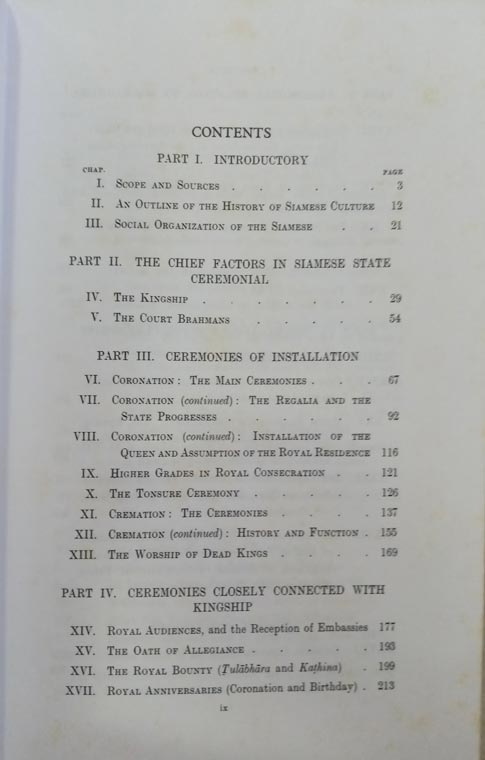 CONTENTS
PART I. INTRODUCTORY
CHAP. PAGE
I. Scope and Sources . . . . . . 3
II. An Outline of the History of Siamese Culture 12
III. Social Organization of the Siamese . . 21
PART II. THE CHIEF FACTORS IN SIAMESE STATE
CEREMONIAL
IV. The Kingship . . . . . . . 29
V. The Court Brahmans . . . . . 54
PART III. CEREMONIES OF INSTALLATION
VI. Coronation: The Main Ceremonies . . . 67
VII. Coronation (continued): The Regalia and the
State Progresses . . . . . . 92
VIII. Coronation (continued): Installation of the
Queen and Assumption of the Royal Residence 116
IX. Higher Grades in Royal Consecration . . 121
X. The Tonsure Ceremony . . . . . 126
XI. Cremation: The Ceremonies . . . . 137
XII. Cremation (continued): History and Function . 155
XIII. The Worship of Dead Kings . . . . 169
PART IV. CEREMONIES CLOSELY CONNECTED WITH
KINGSHIP
XIV. Royal Audiences, and the Reception of Embassies 177
XV. The Oath of Allegiance . . . . . 193
XVI. The Royal Bounty (Tulābhāra and Kaṭhina) . 199
XVII. Royal Anniversaries (Coronation and Birthday) . 213
ix